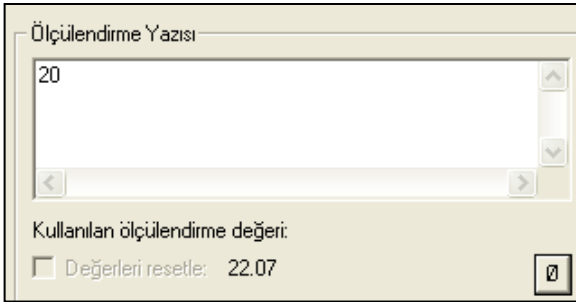 Ölçülendirme Yazısı
20
Kullanılan ölçülendirme değeri:
Değerleri resetle: 22.07
Ø